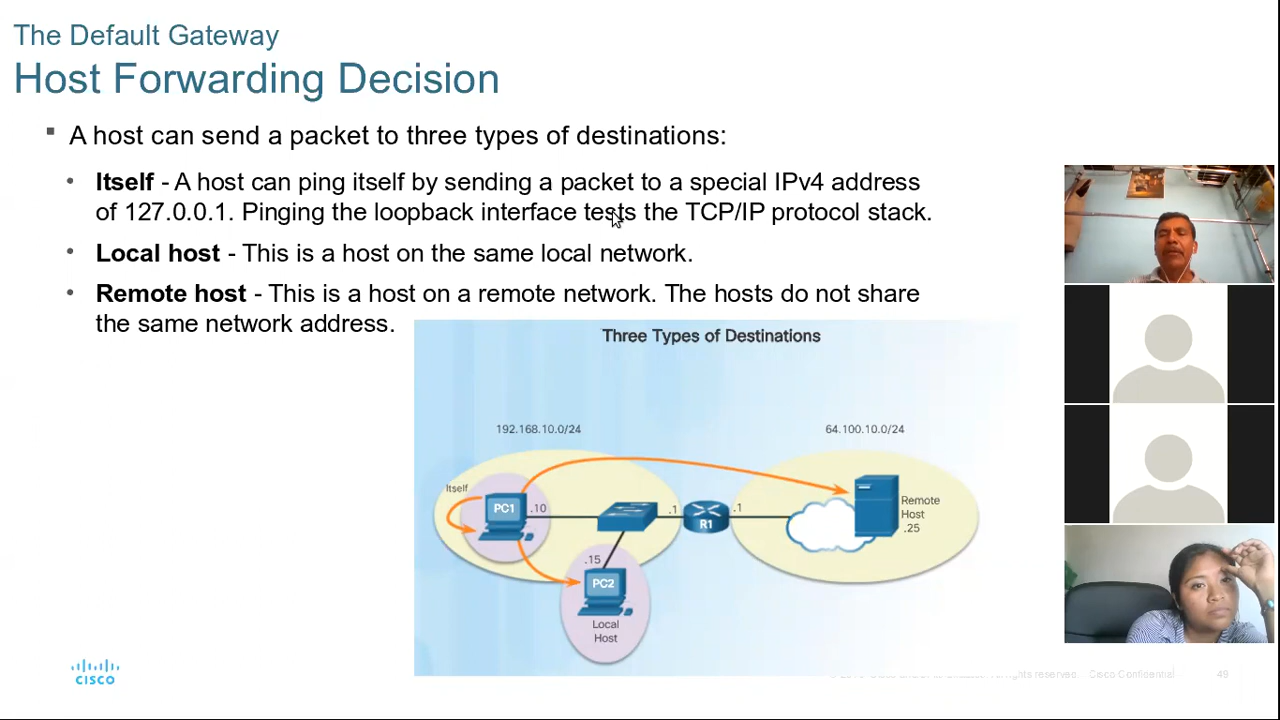 The Default Gateway
Host Forwarding Decision
A host can send a packet to three types of destinations:
Itself - A host can ping itself by sending a packet to a special IPv4 address
of 127.0.0.1. Pinging the loopback interface tests the TCP/IP protocol stack.
Local host - This is a host on the same local network.
Remote host - This is a host on a remote network. The hosts do not share
the same network address.
Three Types of Destinations
192.168.10.0/24
64.100.10.0/24
Itself
PC1
.10
.1
R1
.1
Remote
Host
.25
.15
PC2
Local
Host
CISCO
rights reserved. Cisco Confidential
49